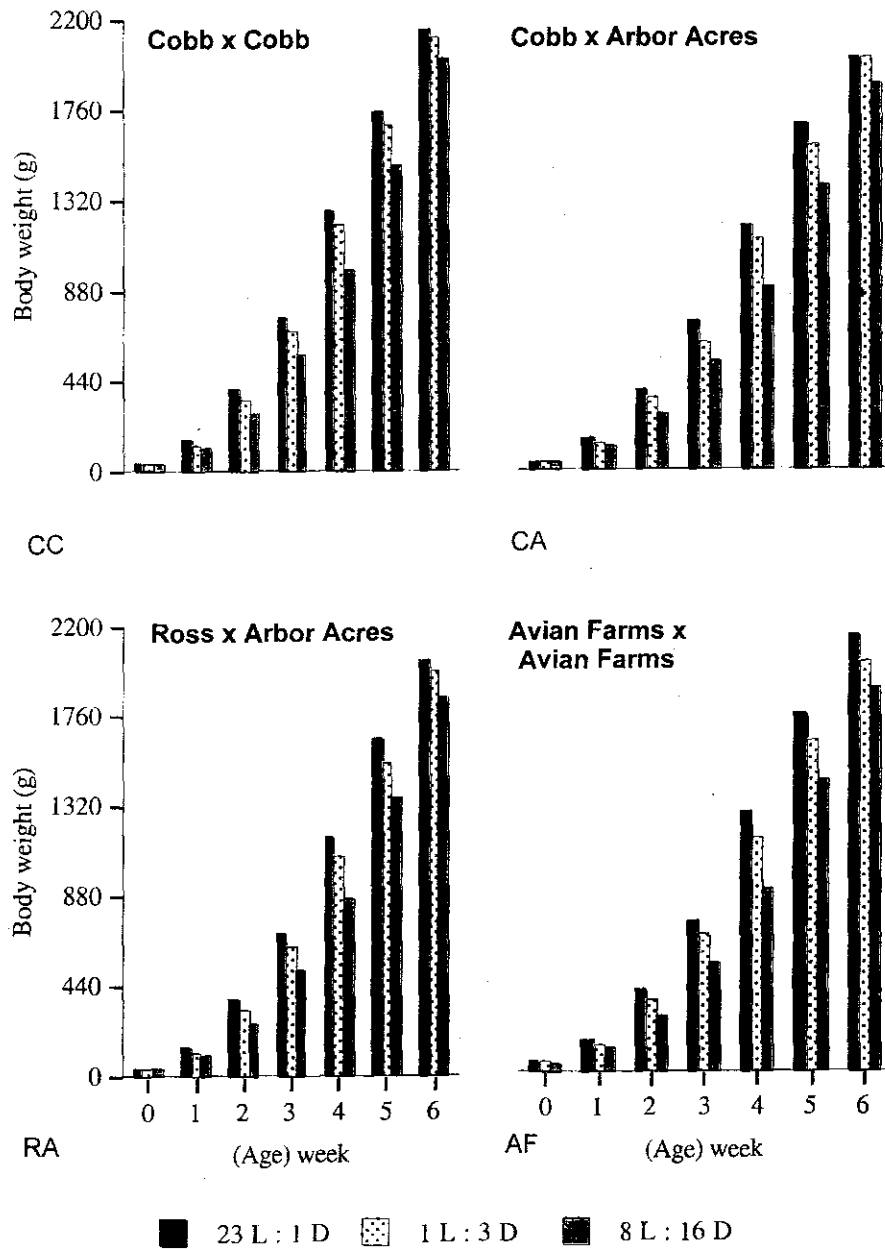 Cobb x Cobb
Cobb x Arbor Acres
Body weight (g)
2200
1760
1320
880
440
0
CC
CA
Ross x Arbor Acres
Avian Farms x
Avian Farms
Body weight (g)
2200
1760
1320
880
440
0
0 1 2 3 4 5 6
0 1 2 3 4 5 6
RA
(Age) week
AF
(Age) week
23 L : 1 D
1 L : 3 D
8 L : 16 D